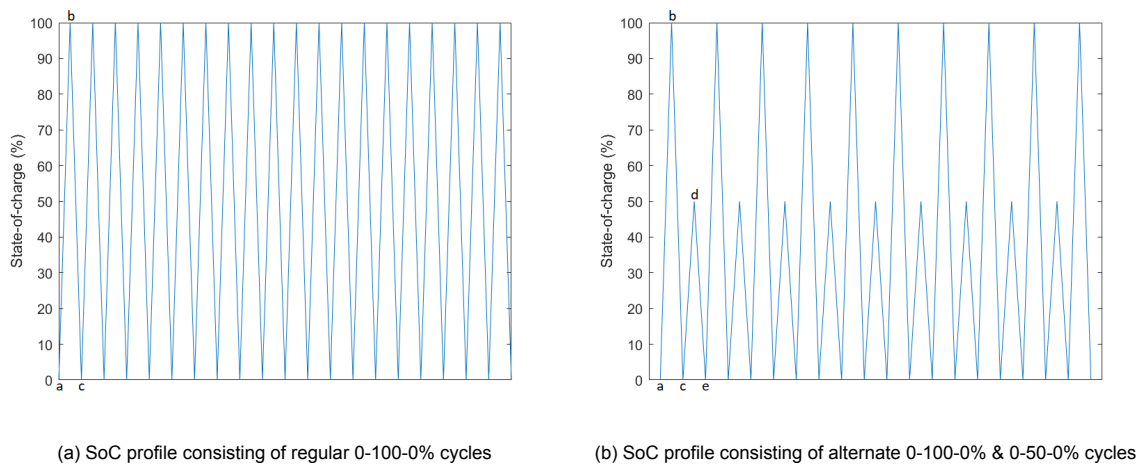 b
100
90
80
70
60
50
40
30
20
10
0
State-of-charge (%)
a c
b
100
90
80
70
60
50
40
30
20
10
0
State-of-charge (%)
d
a c e
(a) SoC profile consisting of regular 0-100-0% cycles
(b) SoC profile consisting of alternate 0-100-0% & 0-50-0% cycles